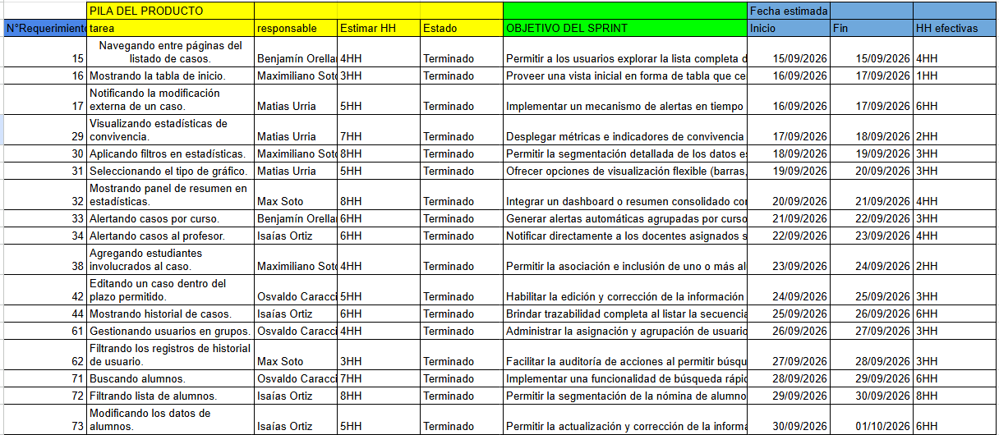 PILA DEL PRODUCTO Fecha estimada
N°Requerimiento tarea responsable Estimar HH Estado OBJETIVO DEL SPRINT Inicio Fin HH efectivas
Navegando entre páginas del
15 listado de casos. Benjamín Orellan 4HH Terminado Permitir a los usuarios explorar la lista completa d 15/09/2026 15/09/2026 4HH
16 Mostrando la tabla de inicio. Maximiliano Soto 3HH Terminado Proveer una vista inicial en forma de tabla que ce 16/09/2026 17/09/2026 1HH
Notificando la modificación
17 externa de un caso. Matias Urria 5HH Terminado Implementar un mecanismo de alertas en tiempo 16/09/2026 17/09/2026 6HH
Visualizando estadísticas de
29 convivencia. Matias Urria 7HH Terminado Desplegar métricas e indicadores de convivencia 17/09/2026 18/09/2026 2HH
30 Aplicando filtros en estadísticas. Maximiliano Soto 8HH Terminado Permitir la segmentación detallada de los datos es 18/09/2026 19/09/2026 3HH
31 Seleccionando el tipo de gráfico. Matias Urria 5HH Terminado Ofrecer opciones de visualización flexible (barras, 19/09/2026 20/09/2026 3HH
Mostrando panel de resumen en
32 estadísticas. Max Soto 8HH Terminado Integrar un dashboard o resumen consolidado con 20/09/2026 21/09/2026 4HH
33 Alertando casos por curso. Benjamín Orellan 6HH Terminado Generar alertas automáticas agrupadas por curso 21/09/2026 22/09/2026 3HH
34 Alertando casos al profesor. Isaías Ortiz 6HH Terminado Notificar directamente a los docentes asignados s 22/09/2026 23/09/2026 4HH
Agregando estudiantes
38 involucrados al caso. Maximiliano Soto 4HH Terminado Permitir la asociación e inclusión de uno o más al 23/09/2026 24/09/2026 2HH
Editando un caso dentro del
42 plazo permitido. Osvaldo Caracci 5HH Terminado Habilitar la edición y corrección de la información 24/09/2026 25/09/2026 3HH
44 Mostrando historial de casos. Isaías Ortiz 6HH Terminado Brindar trazabilidad completa al listar la secuencia 25/09/2026 26/09/2026 6HH
61 Gestionando usuarios en grupos. Osvaldo Caracci 4HH Terminado Administrar la asignación y agrupación de usuario 26/09/2026 27/09/2026 3HH
Filtrando los registros de historial
62 de usuario. Max Soto 3HH Terminado Facilitar la auditoría de acciones al permitir búsqu 27/09/2026 28/09/2026 3HH
71 Buscando alumnos. Osvaldo Caracci 7HH Terminado Implementar una funcionalidad de búsqueda rápid 28/09/2026 29/09/2026 6HH
72 Filtrando lista de alumnos. Isaías Ortiz 8HH Terminado Permitir la segmentación de la nómina de alumno 29/09/2026 30/09/2026 8HH
Modificando los datos de
73 alumnos. Isaías Ortiz 5HH Terminado Permitir la actualización y corrección de la informa 30/09/2026 01/10/2026 6HH